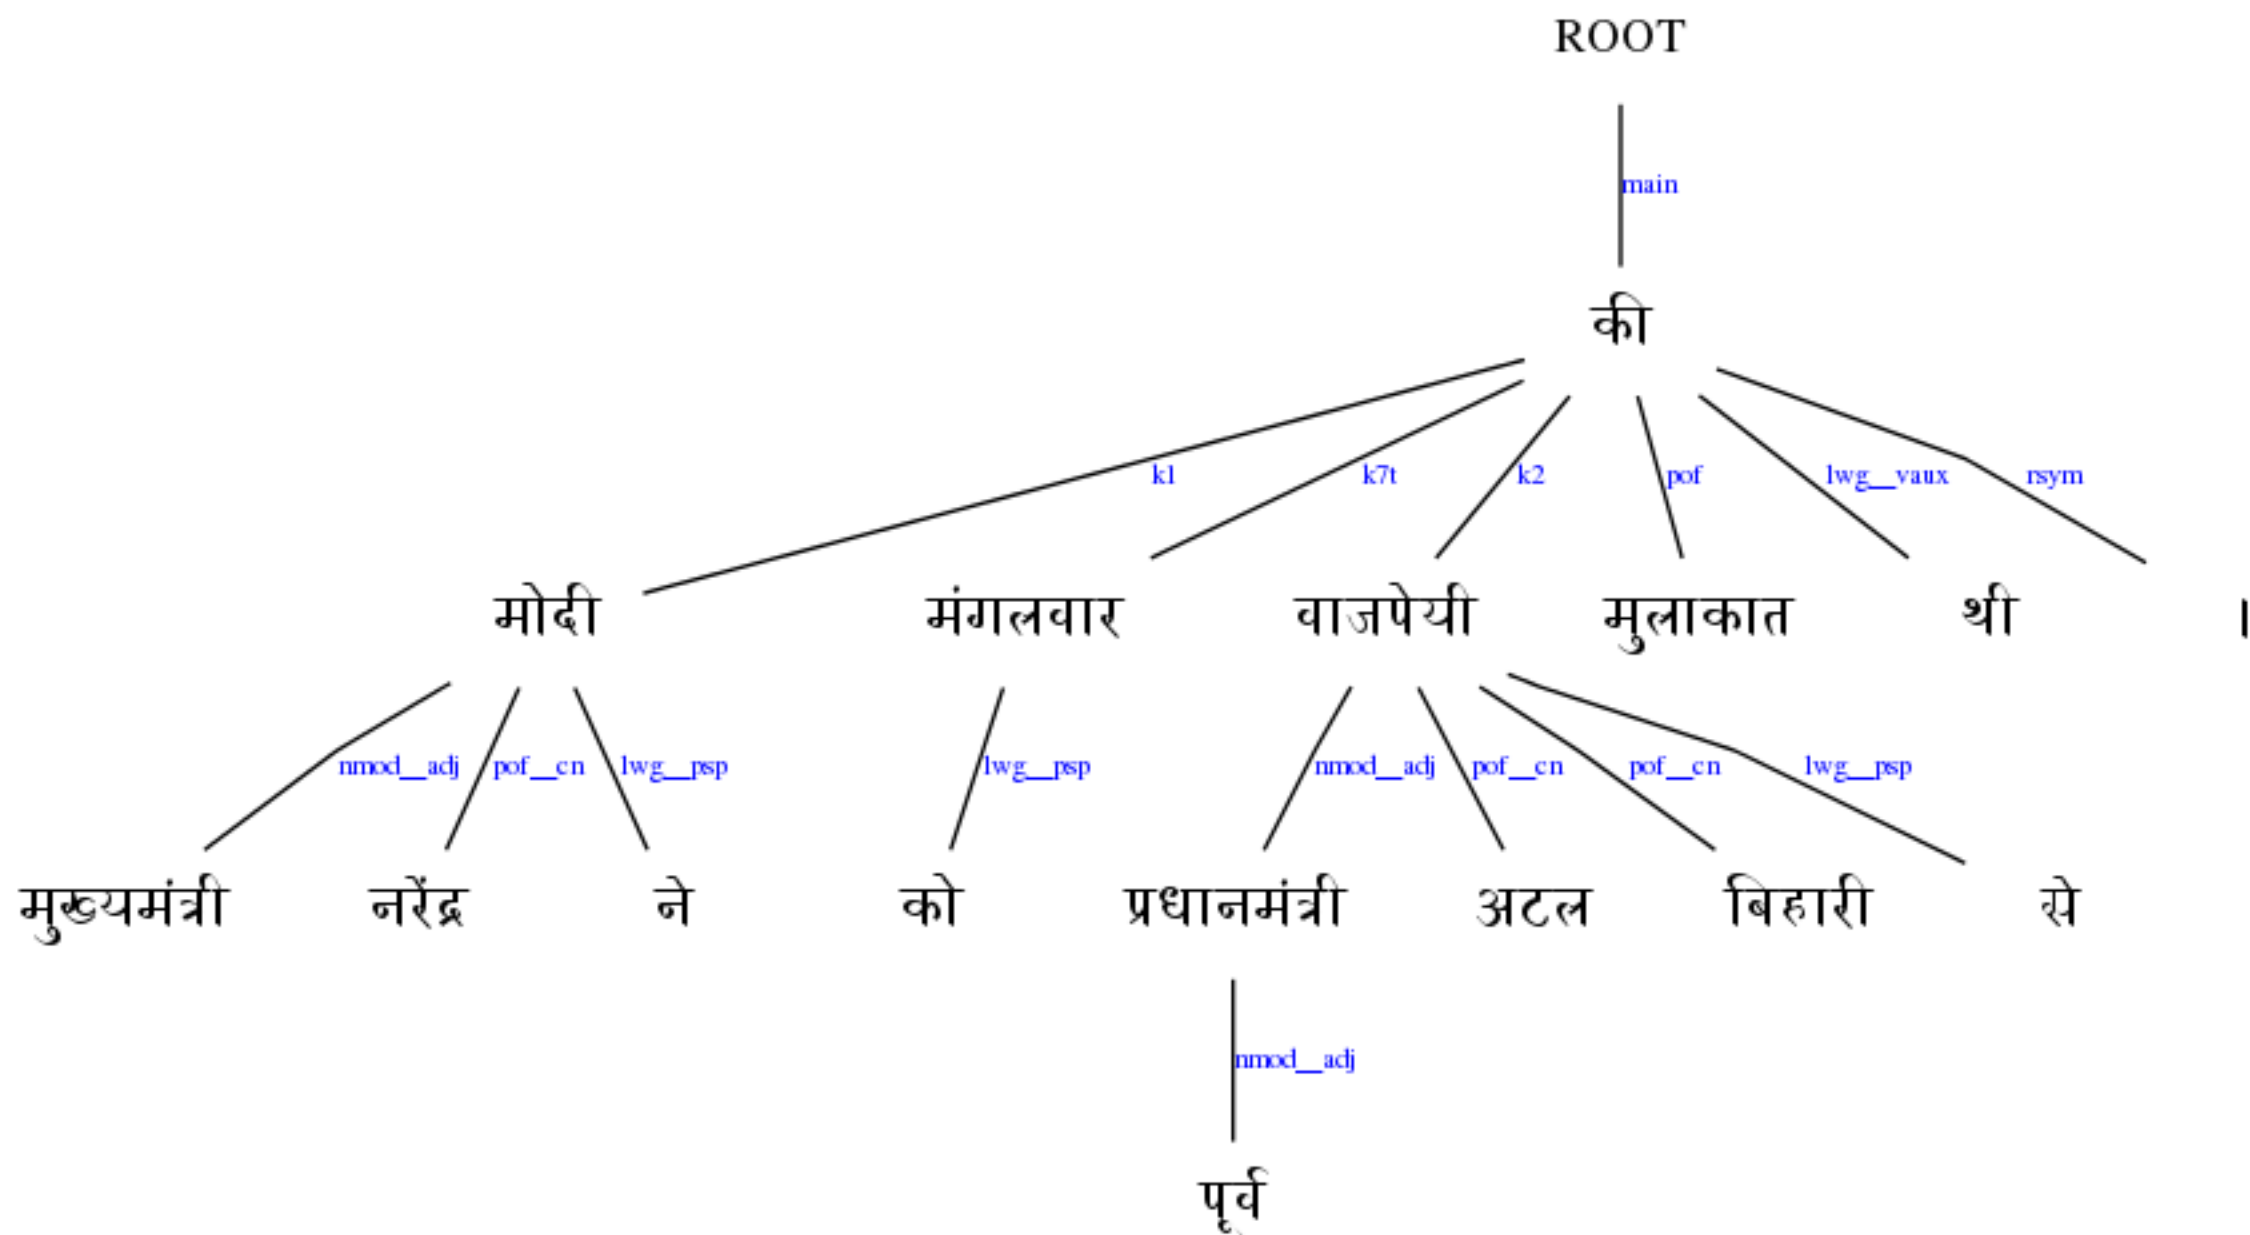 ROOT
main
की
k1 k7t k2 pof lwg__vaux rsym
मोदी मंगलवार वाजपेयी मुलाकात थी ।
nmod__adj pof__cn lwg__psp lwg__psp nmod__adj pof__cn pof__cn lwg__psp
मुख्यमंत्री नरेंद्र ने को प्रधानमंत्री अटल बिहारी से
nmod__adj
पूर्व